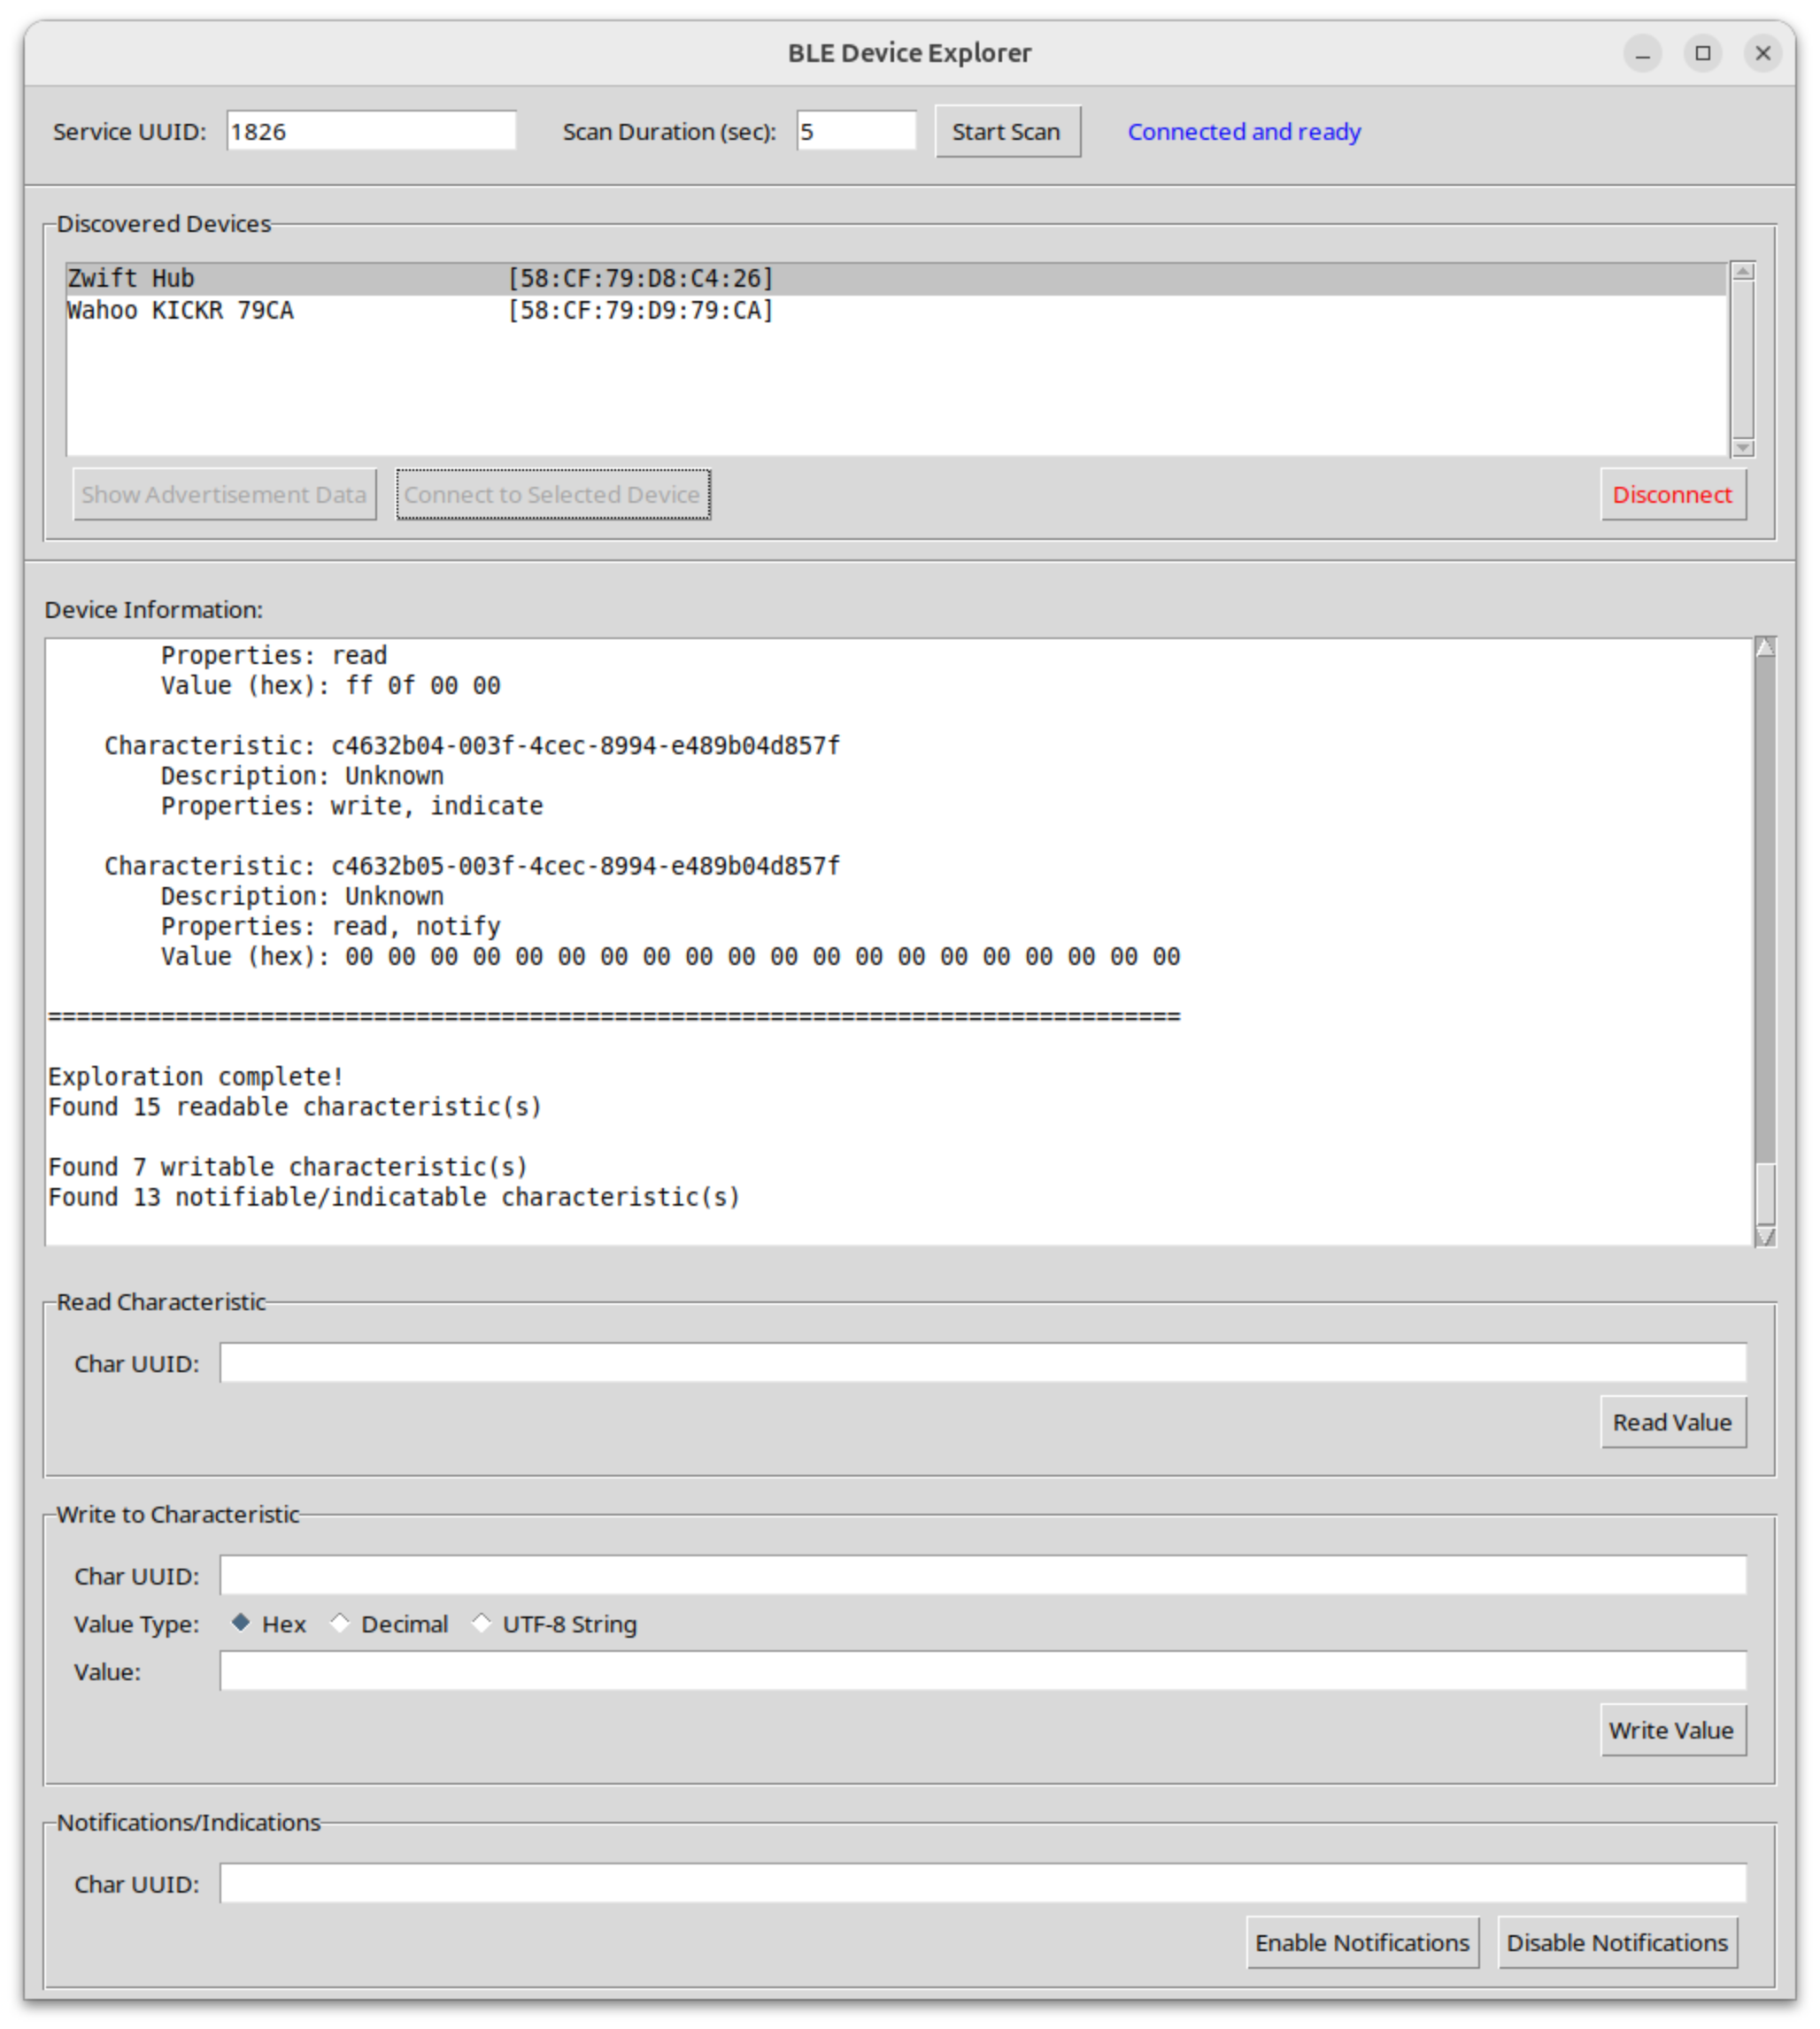 BLE Device Explorer
Service UUID: 1826 Scan Duration (sec): 5 Start Scan Connected and ready
Discovered Devices
Zwift Hub [58:CF:79:D8:C4:26]
Wahoo KICKR 79CA [58:CF:79:D9:79:CA]
Show Advertisement Data Connect to Selected Device Disconnect
Device Information:
Properties: read
Value (hex): ff 0f 00 00
Characteristic: c4632b04-003f-4cec-8994-e489b04d857f
Description: Unknown
Properties: write, indicate
Characteristic: c4632b05-003f-4cec-8994-e489b04d857f
Description: Unknown
Properties: read, notify
Value (hex): 00 00 00 00 00 00 00 00 00 00 00 00 00 00 00 00 00 00 00 00
================================================================================
Exploration complete!
Found 15 readable characteristic(s)
Found 7 writable characteristic(s)
Found 13 notifiable/indicatable characteristic(s)
Read Characteristic
Char UUID:
Read Value
Write to Characteristic
Char UUID:
Value Type: Hex Decimal UTF-8 String
Value:
Write Value
Notifications/Indications
Char UUID:
Enable Notifications Disable Notifications